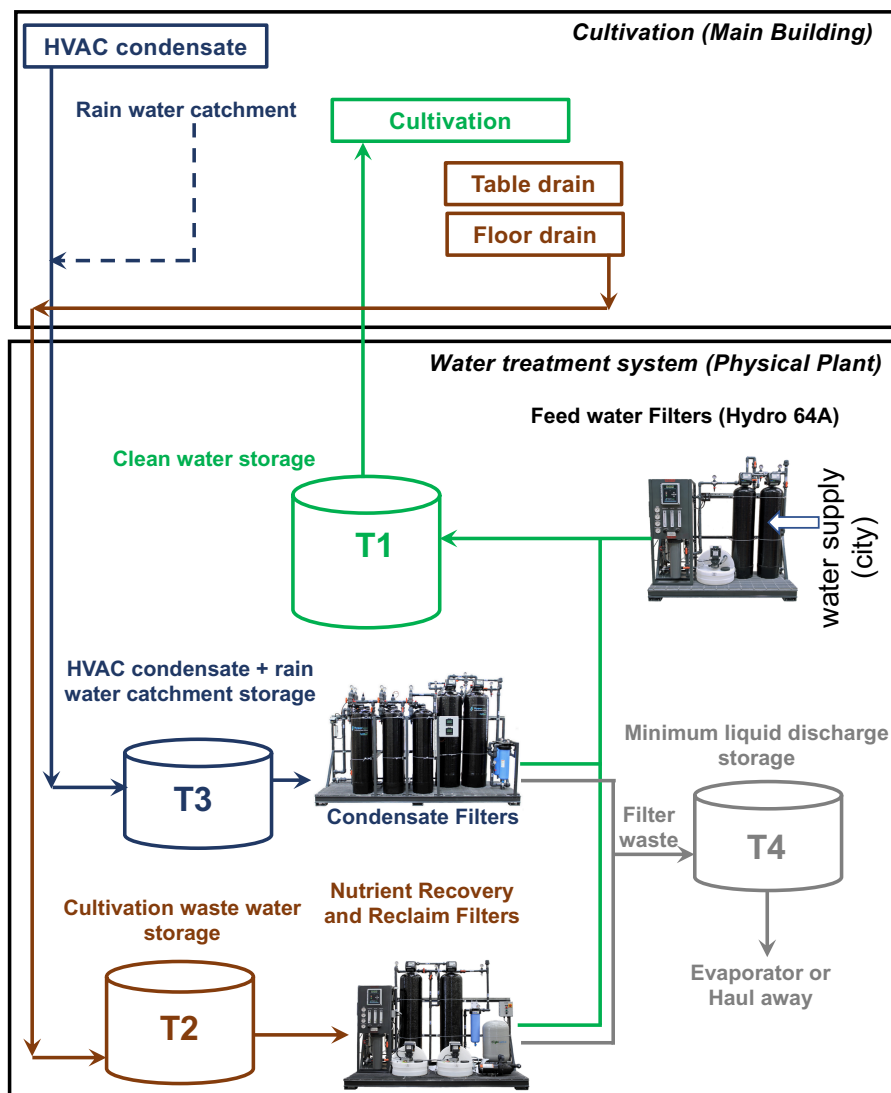 Cultivation (Main Building)
HVAC condensate
Rain water catchment
Cultivation
Table drain
Floor drain
Water treatment system (Physical Plant)
Feed water Filters (Hydro 64A)
Clean water storage
T1
water supply
(city)
HVAC condensate + rain
water catchment storage
T3
Condensate Filters
Minimum liquid discharge
storage
Filter
waste
T4
Evaporator or
Haul away
Cultivation waste water
storage
T2
Nutrient Recovery
and Reclaim Filters